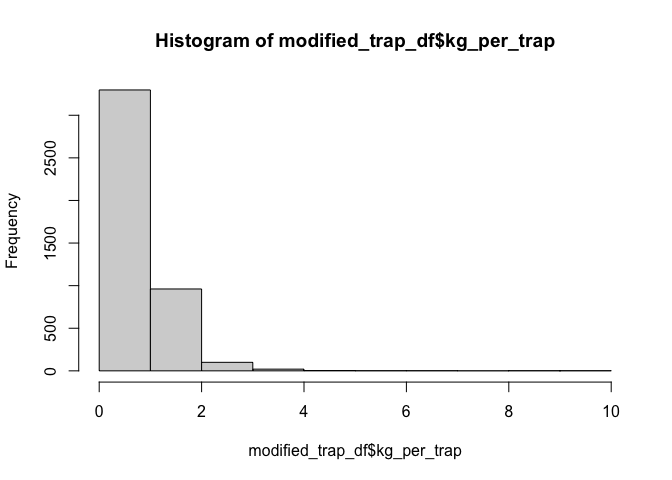 Histogram of modified_trap_df$kg_per_trap
Frequency
2500
1500
500
0
0 2 4 6 8 10
modified_trap_df$kg_per_trap